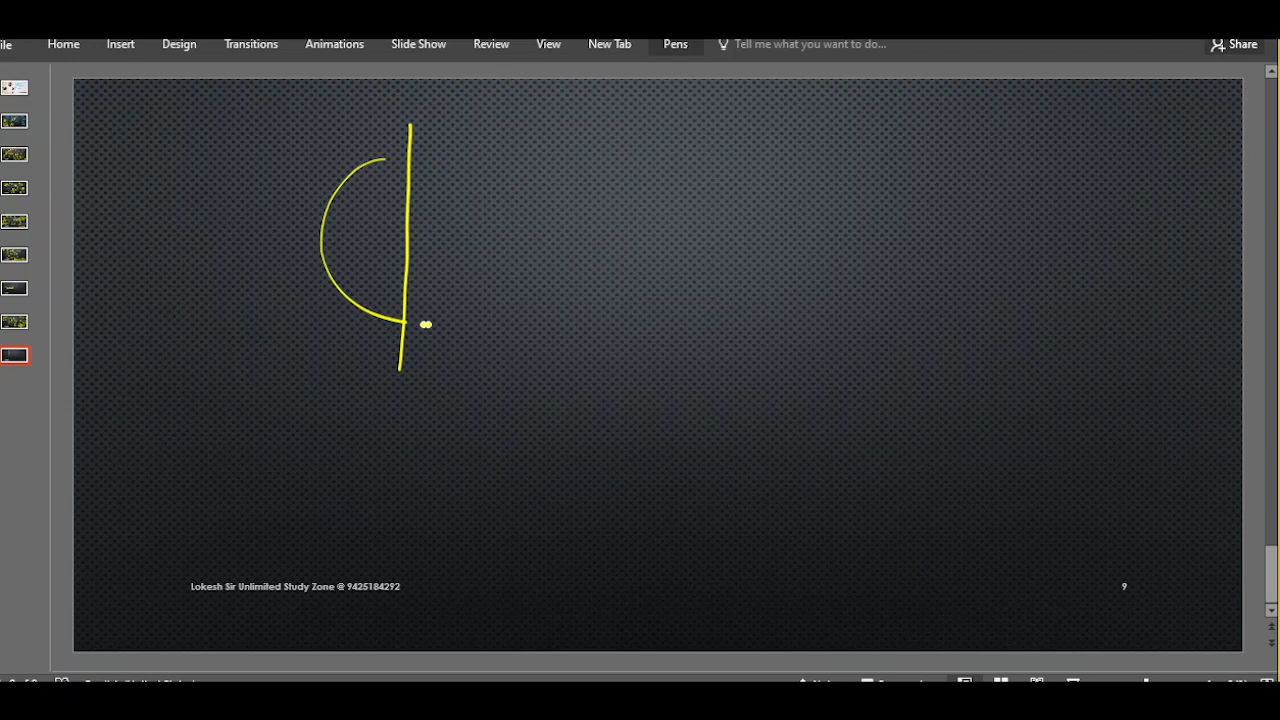 ile Home Insert Design Transitions Animations Slide Show Review View New Tab Pens Tell me what you want to do... Share
Lokesh Sir Unlimited Study Zone @ 9425184292 9